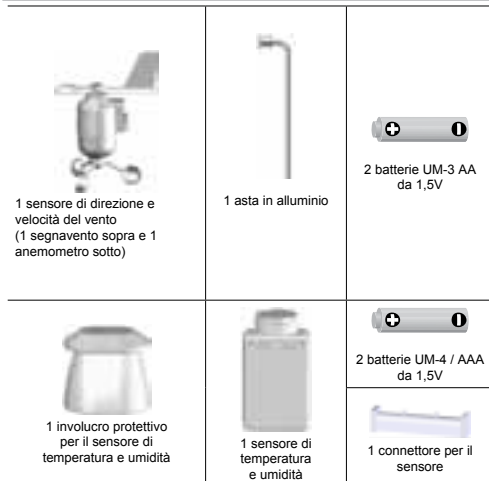 1 sensore di direzione e
velocità del vento
(1 segnavento sopra e 1
anemometro sotto)
1 asta in alluminio
2 batterie UM-3 AA
da 1,5V
1 involucro protettivo
per il sensore di
temperatura e umidità
1 sensore di
temperatura
e umidità
2 batterie UM-4 / AAA
da 1,5V
1 connettore per il
sensore